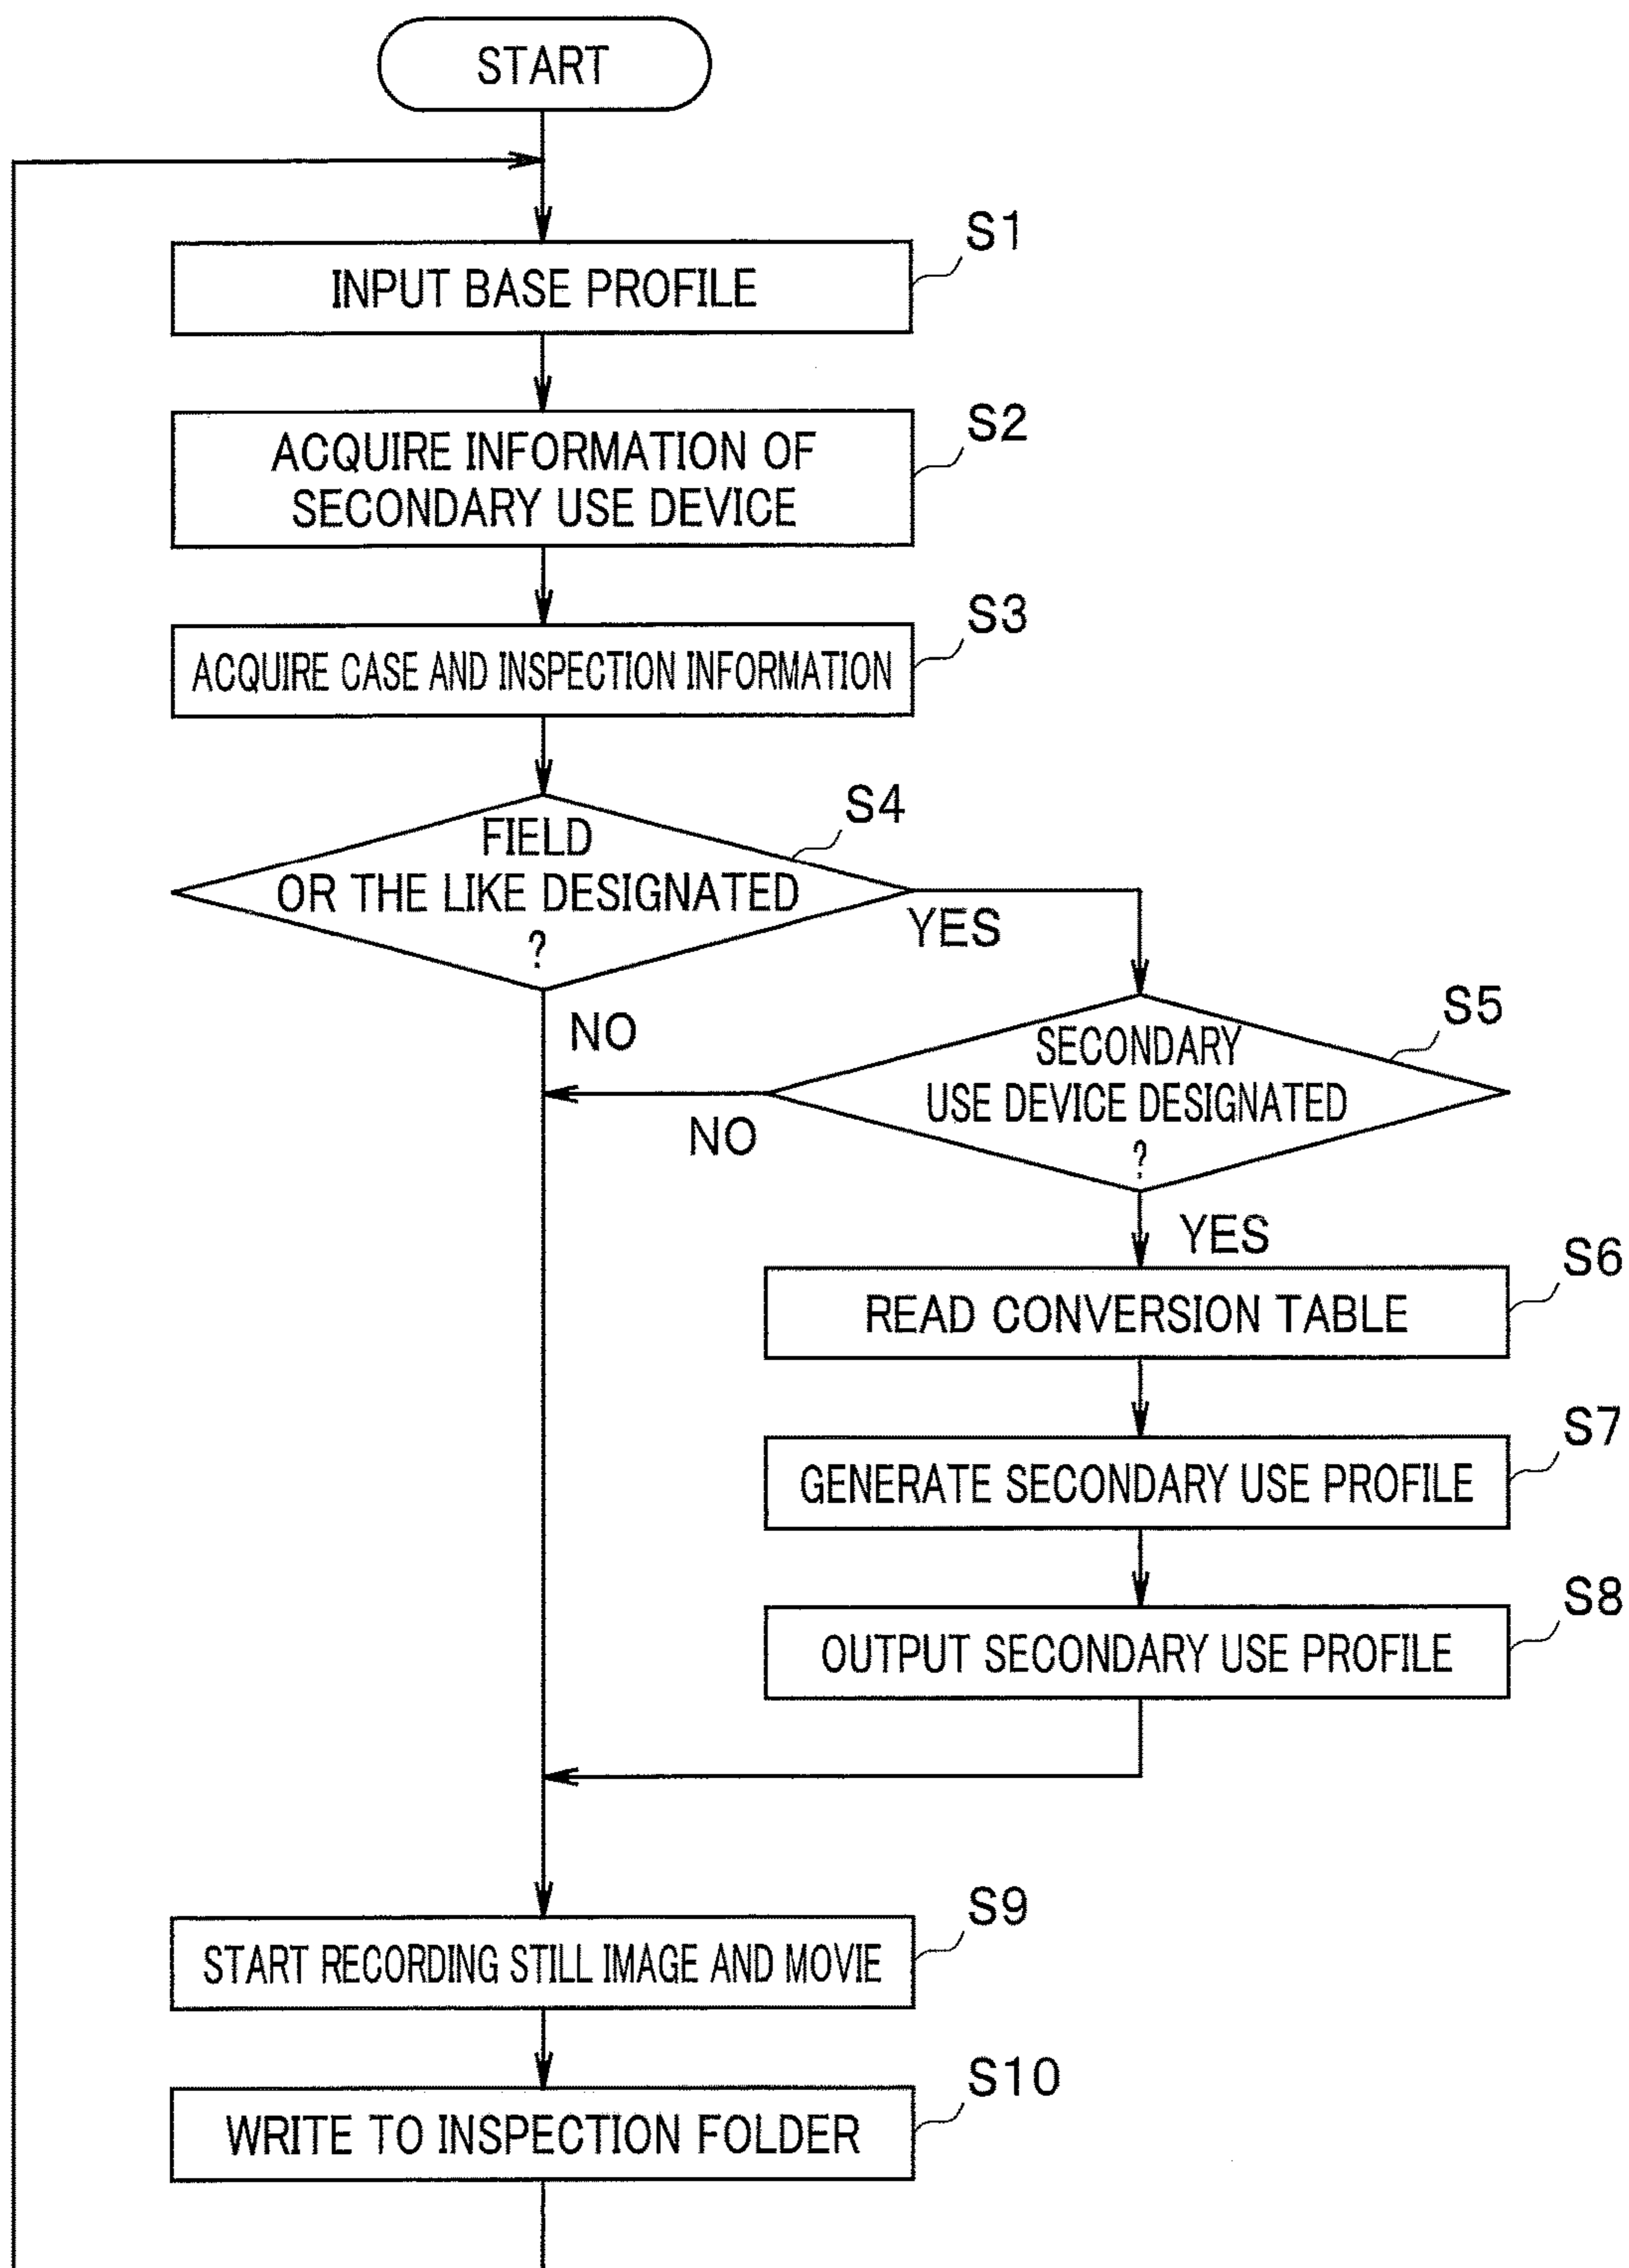 START
S1
INPUT BASE PROFILE
S2
ACQUIRE INFORMATION OF
SECONDARY USE DEVICE
S3
ACQUIRE CASE AND INSPECTION INFORMATION
S4
FIELD
OR THE LIKE DESIGNATED
?
YES
NO
S5
SECONDARY
USE DEVICE DESIGNATED
?
NO
YES
S6
READ CONVERSION TABLE
S7
GENERATE SECONDARY USE PROFILE
S8
OUTPUT SECONDARY USE PROFILE
S9
START RECORDING STILL IMAGE AND MOVIE
S10
WRITE TO INSPECTION FOLDER